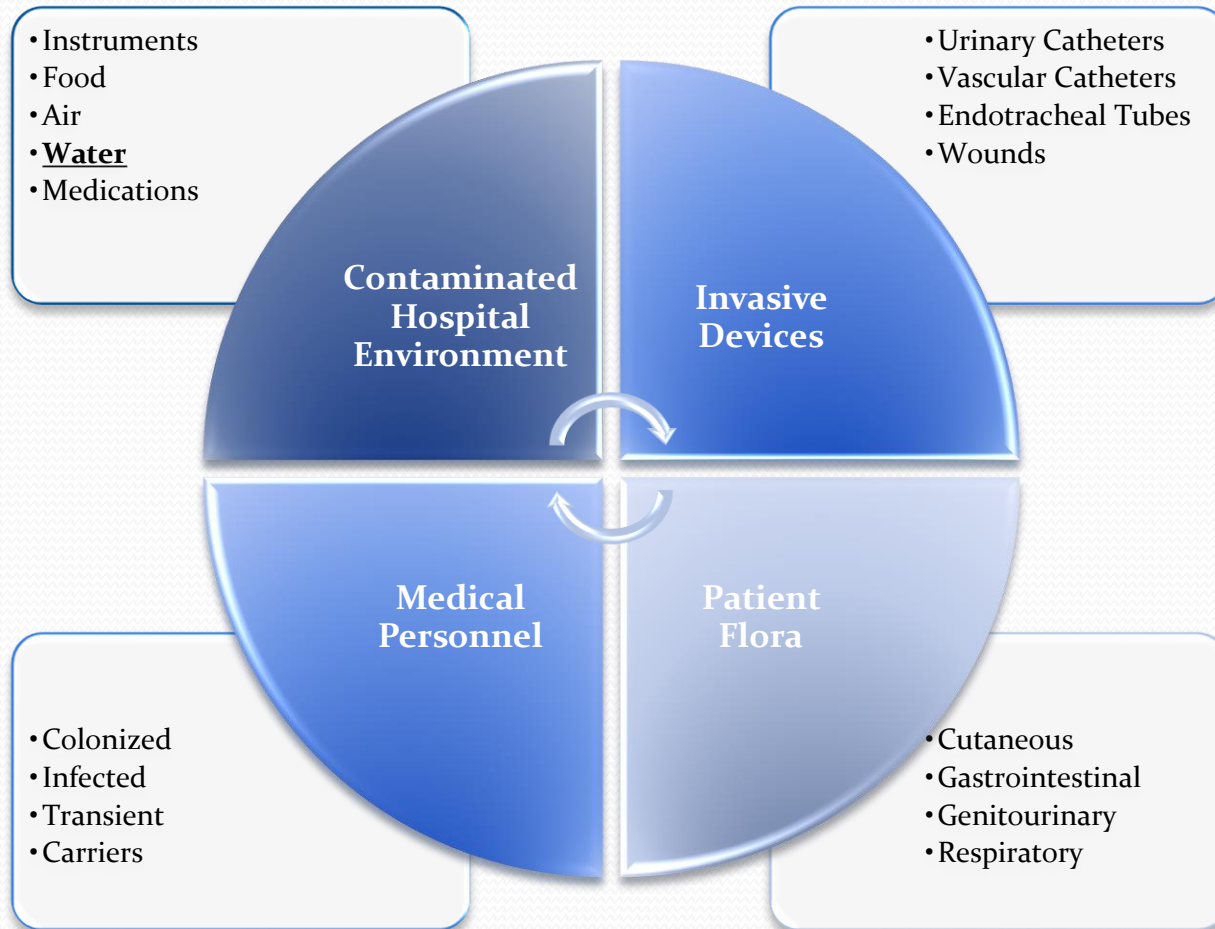 • Instruments
• Food
• Air
• Water
• Medications
• Urinary Catheters
• Vascular Catheters
• Endotracheal Tubes
• Wounds
Contaminated
Hospital
Environment
Invasive
Devices
Medical
Personnel
Patient
Flora
• Colonized
• Infected
• Transient
• Carriers
• Cutaneous
• Gastrointestinal
• Genitourinary
• Respiratory